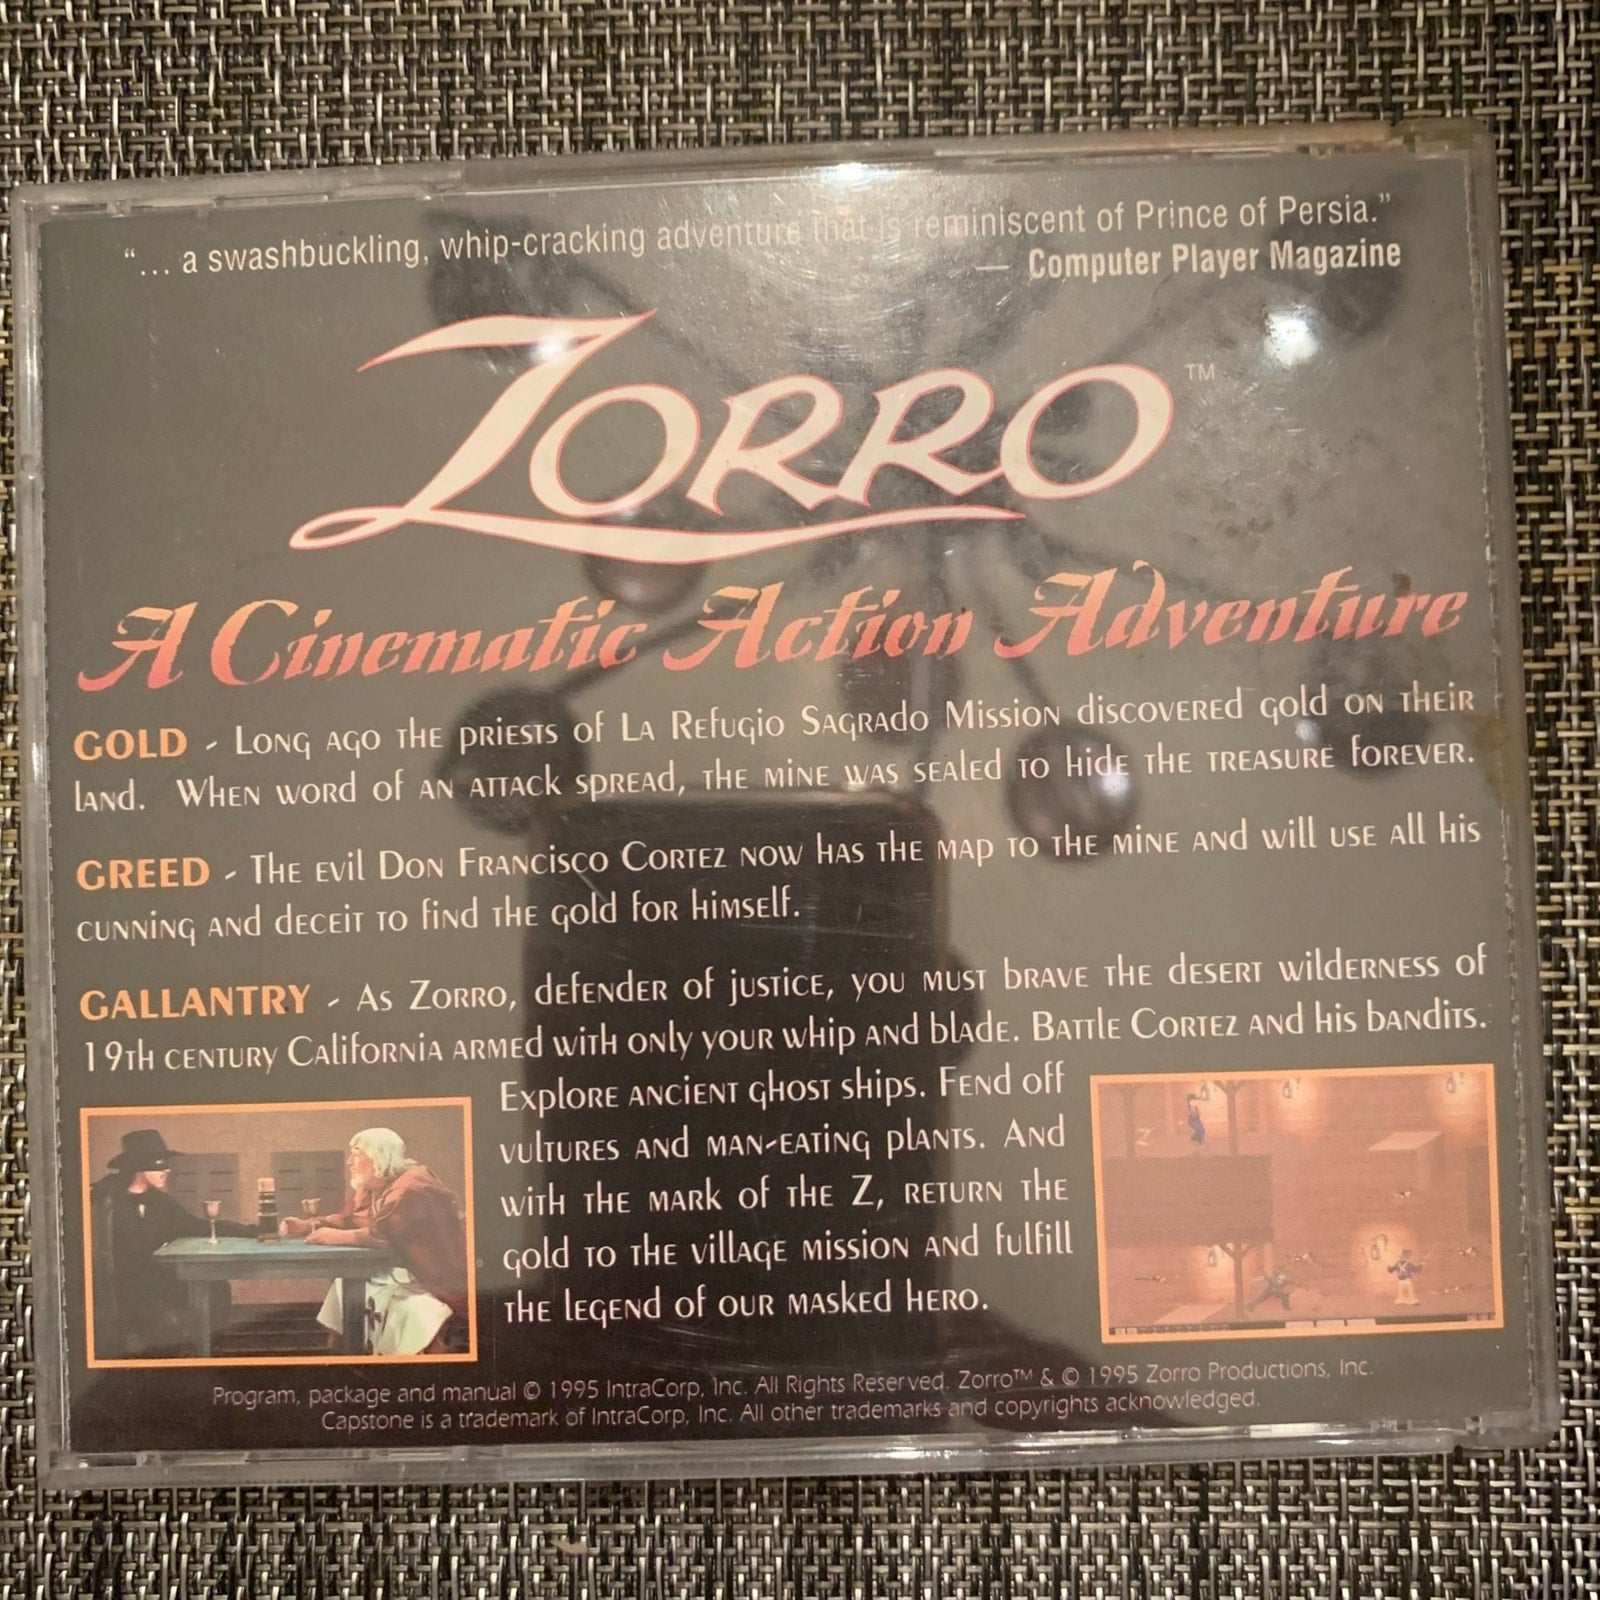 "... a swashbuckling, whip-cracking adventure that is reminiscent of Prince of Persia."
— Computer Player Magazine
ZORRO™
A Cinematic Action Adventure
GOLD - Long ago the priests of La Refugio Sagrado Mission discovered gold on their
land. When word of an attack spread, the mine was sealed to hide the treasure forever.
GREED - The evil Don Francisco Cortez now has the map to the mine and will use all his
cunning and deceit to find the gold for himself.
GALLANTRY - As Zorro, defender of justice, you must brave the desert wilderness of
19th century California armed with only your whip and blade. Battle Cortez and his bandits.
Explore ancient ghost ships. Fend off
vultures and man-eating plants. And
with the mark of the Z, return the
gold to the village mission and fulfill
the legend of our masked hero.
Program, package and manual © 1995 IntraCorp, Inc. All Rights Reserved. Zorro™ & © 1995 Zorro Productions, Inc.
Capstone is a trademark of IntraCorp, Inc. All other trademarks and copyrights acknowledged.